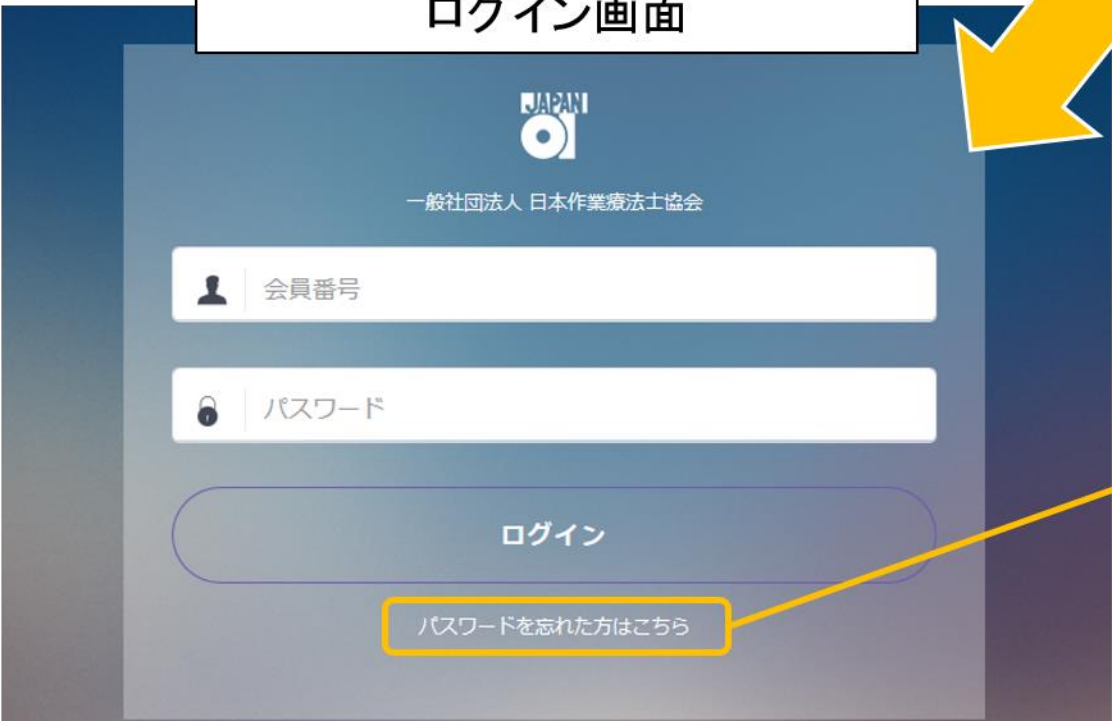 ログイン画面
JAPAN
OT
一般社団法人 日本作業療法士協会
会員番号
パスワード
ログイン
パスワードを忘れた方はこちら